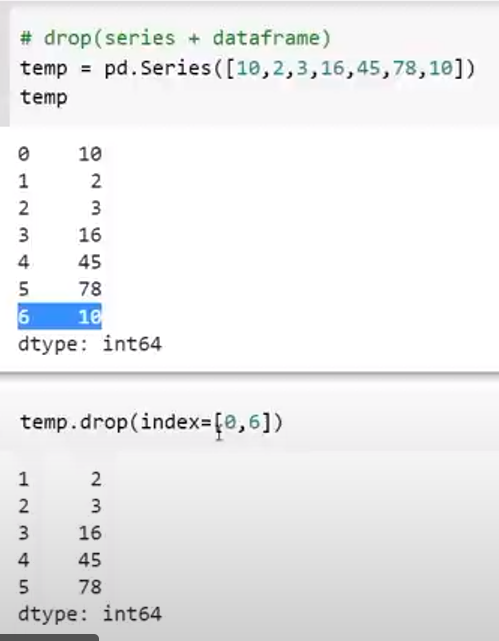 # drop(series + dataframe)
temp = pd.Series([10,2,3,16,45,78,10])
temp
0 10
1 2
2 3
3 16
4 45
5 78
6 10
dtype: int64
temp.drop(index=[0,6])
1 2
2 3
3 16
4 45
5 78
dtype: int64